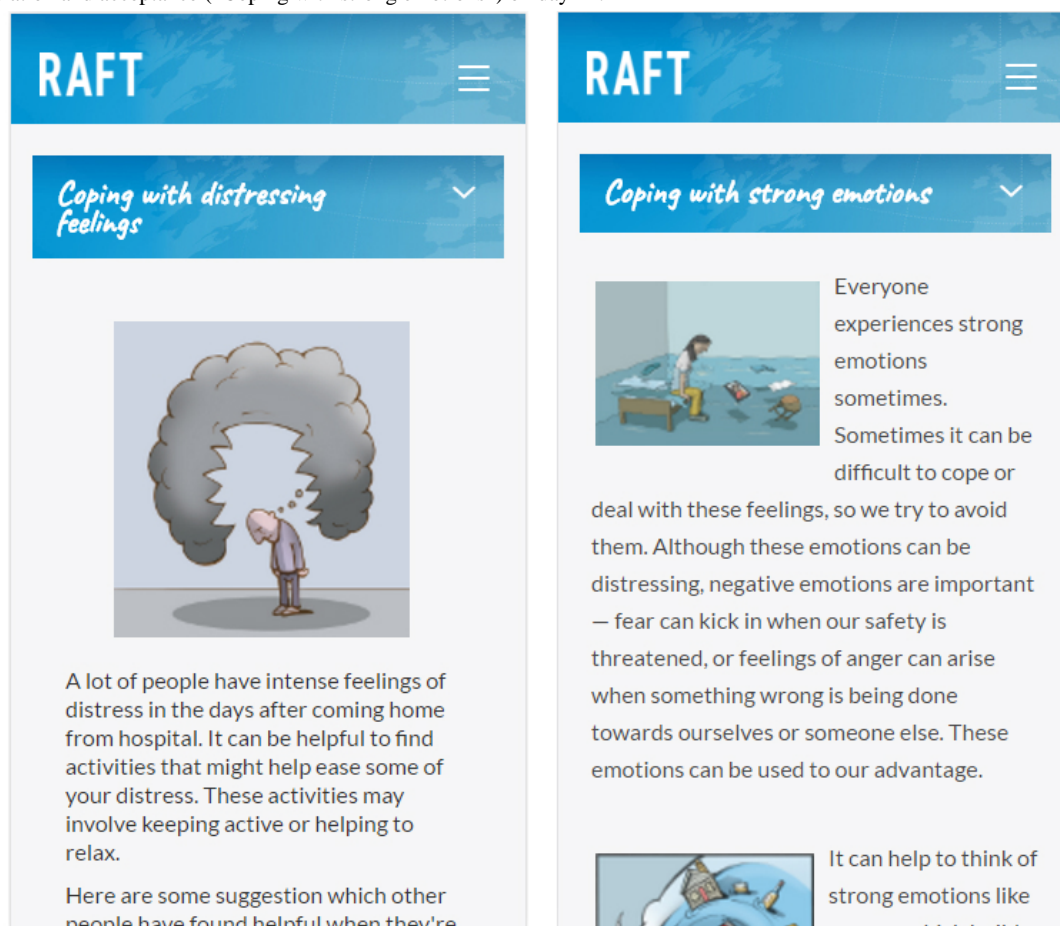 RAFT
Coping with distressing
feelings
A lot of people have intense feelings of
distress in the days after coming home
from hospital. It can be helpful to find
activities that might help ease some of
your distress. These activities may
involve keeping active or helping to
relax.
Here are some suggestion which other
people have found helpful when they're
RAFT
Coping with strong emotions
Everyone
experiences strong
emotions
sometimes.
Sometimes it can be
difficult to cope or
deal with these feelings, so we try to avoid
them. Although these emotions can be
distressing, negative emotions are important
— fear can kick in when our safety is
threatened, or feelings of anger can arise
when something wrong is being done
towards ourselves or someone else. These
emotions can be used to our advantage.
It can help to think of
strong emotions like